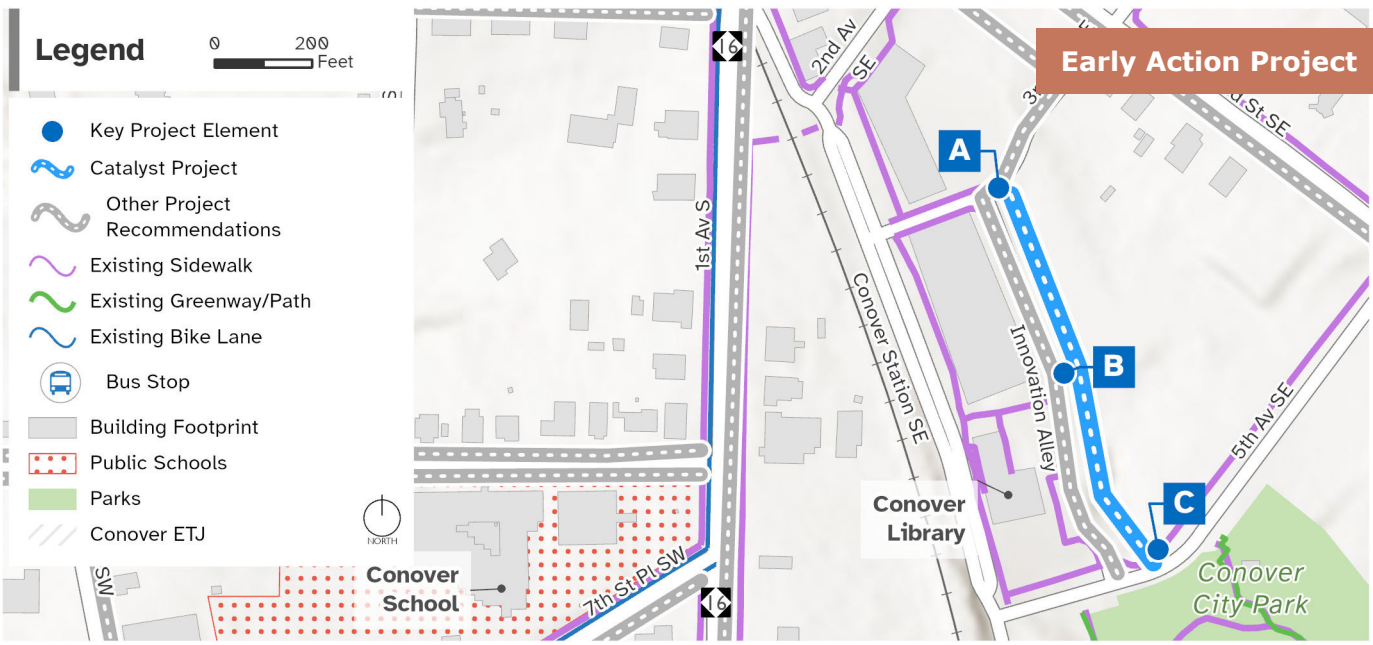 Legend
0 200
Feet
Key Project Element
Catalyst Project
Other Project
Recommendations
Existing Sidewalk
Existing Greenway/Path
Existing Bike Lane
Bus Stop
Building Footprint
Public Schools
Parks
Conover ETJ
NORTH
SW
16
1st Av S
Conover
School
7th St Pl SW
16
2nd Av
SE
Early Action Project
St SE
A
B
C
Conover Station SE
Innovation Alley
5th Av SE
Conover
Library
Conover
City Park